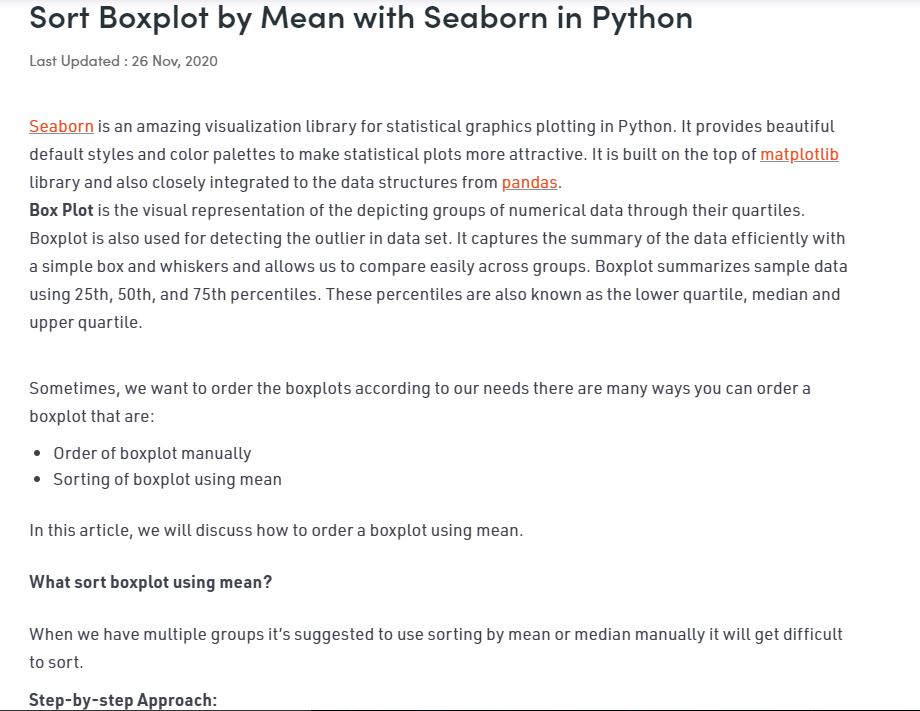 Sort Boxplot by Mean with Seaborn in Python
Last Updated : 26 Nov, 2020
Seaborn is an amazing visualization library for statistical graphics plotting in Python. It provides beautiful
default styles and color palettes to make statistical plots more attractive. It is built on the top of matplotlib
library and also closely integrated to the data structures from pandas.
Box Plot is the visual representation of the depicting groups of numerical data through their quartiles.
Boxplot is also used for detecting the outlier in data set. It captures the summary of the data efficiently with
a simple box and whiskers and allows us to compare easily across groups. Boxplot summarizes sample data
using 25th, 50th, and 75th percentiles. These percentiles are also known as the lower quartile, median and
upper quartile.
Sometimes, we want to order the boxplots according to our needs there are many ways you can order a
boxplot that are:
• Order of boxplot manually
• Sorting of boxplot using mean
In this article, we will discuss how to order a boxplot using mean.
What sort boxplot using mean?
When we have multiple groups it’s suggested to use sorting by mean or median manually it will get difficult
to sort.
Step-by-step Approach: